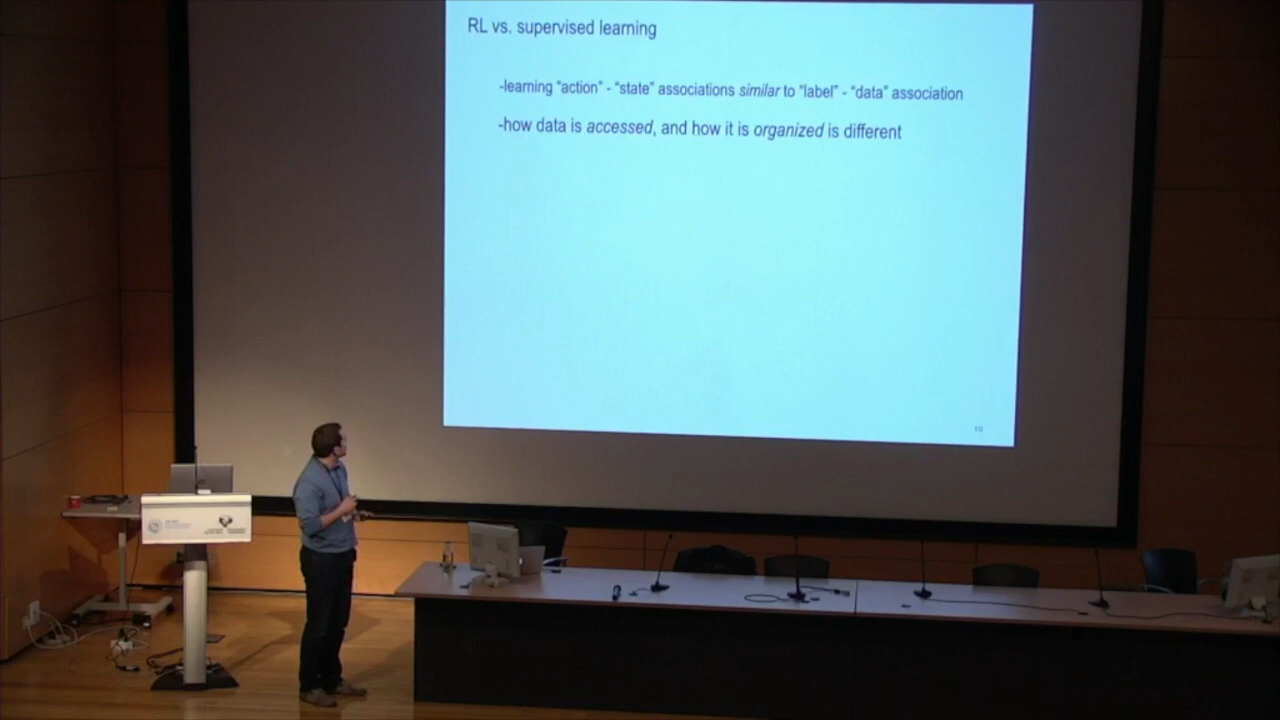 RL vs. supervised learning
-learning “action” - “state” associations similar to “label” - “data” association
-how data is accessed, and how it is organized is different
10